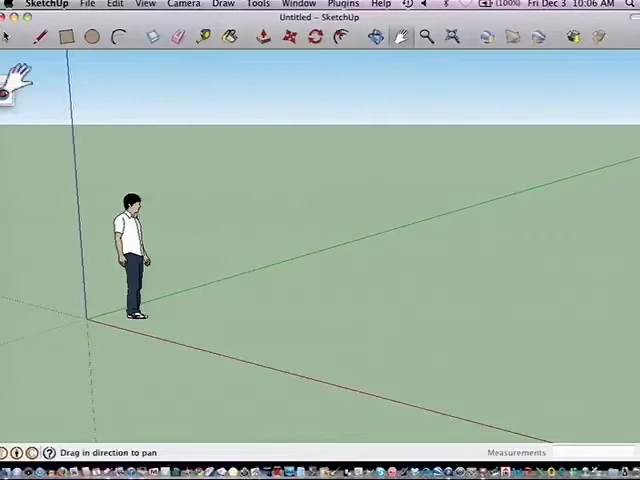 SketchUp File Edit View Camera Draw Tools Window Plugins Help (100%) Fri Dec 3 10:06 AM
Untitled – SketchUp
Drag in direction to pan Measurements